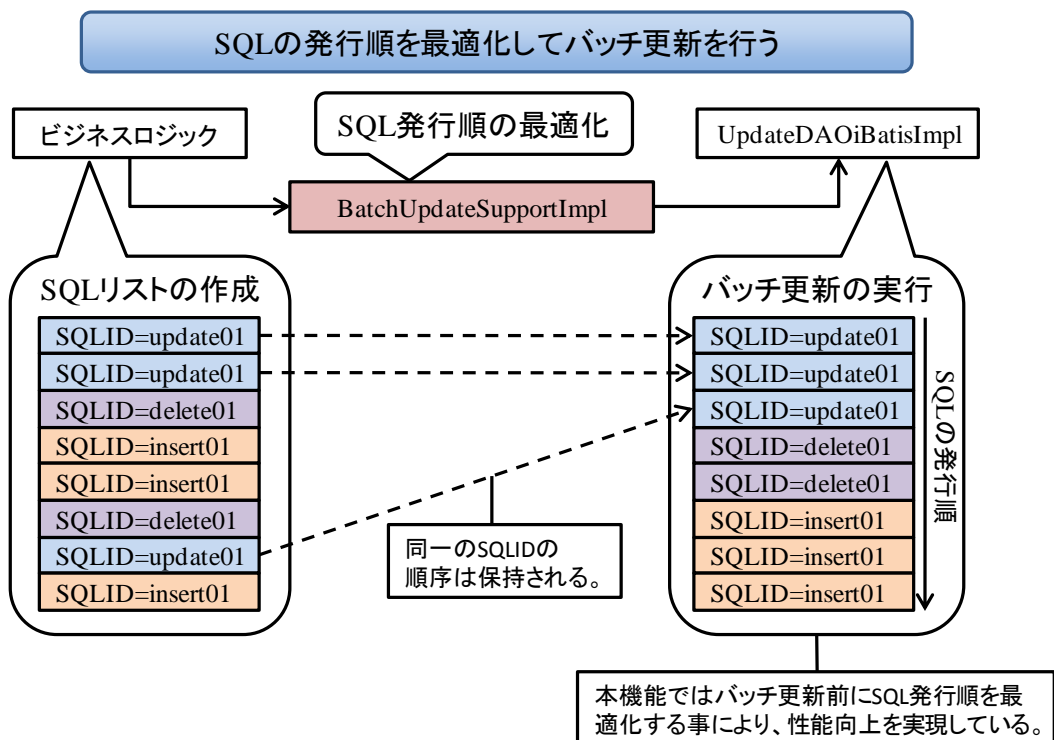 SQLの発行順を最適化してバッチ更新を行う
ビジネスロジック
SQL発行順の最適化
UpdateDAOiBatisImpl
BatchUpdateSupportImpl
SQLリストの作成
SQLID=update01
SQLID=update01
SQLID=delete01
SQLID=insert01
SQLID=insert01
SQLID=delete01
SQLID=update01
SQLID=insert01
バッチ更新の実行
SQLID=update01
SQLID=update01
SQLID=update01
SQLID=delete01
SQLID=delete01
SQLID=insert01
SQLID=insert01
SQLID=insert01
SQLの発行順
同一のSQLIDの
順序は保持される。
本機能ではバッチ更新前にSQL発行順を最
適化する事により、性能向上を実現している。